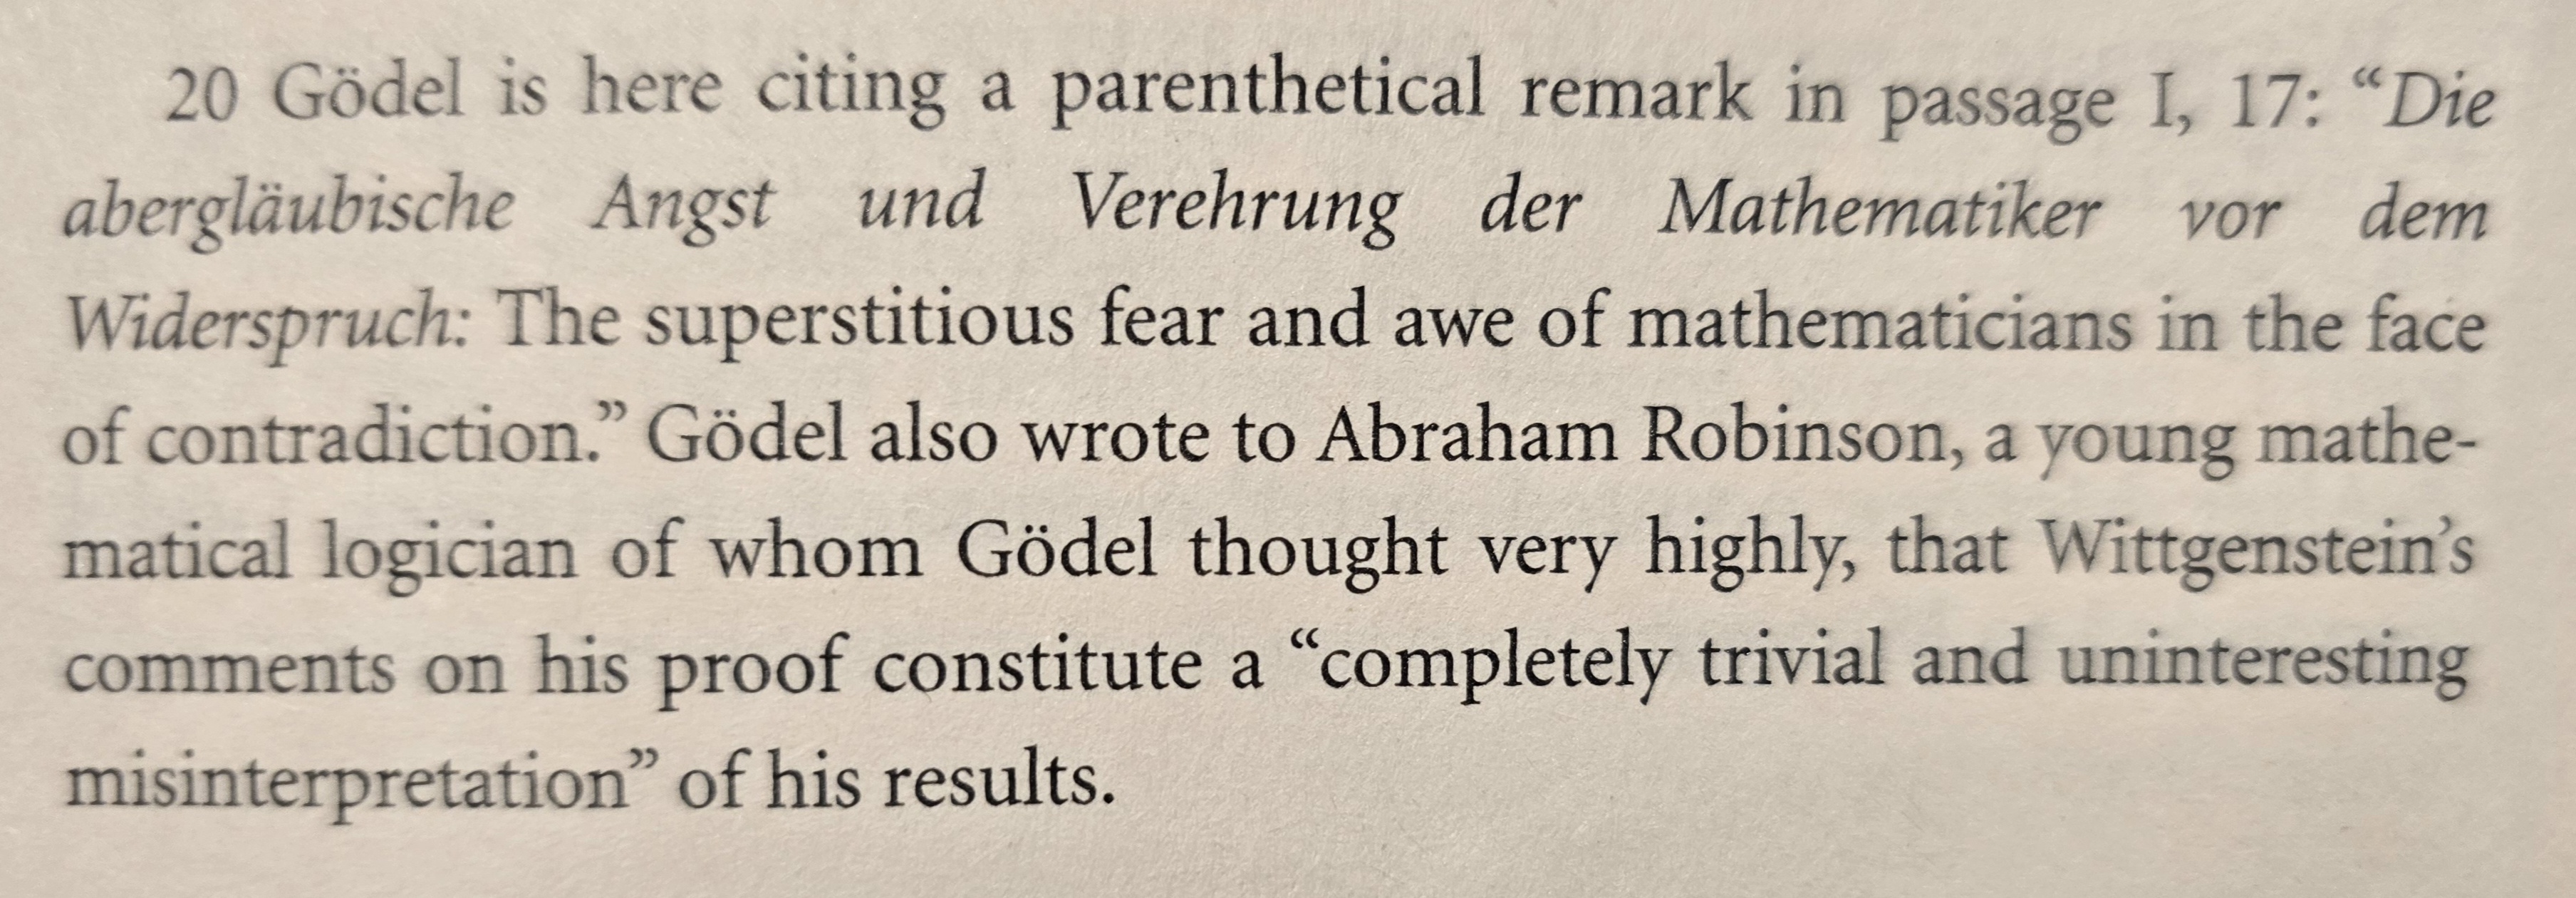 20 Gödel is here citing a parenthetical remark in passage I, 17: “Die
abergläubische Angst und Verehrung der Mathematiker vor dem
Widerspruch: The superstitious fear and awe of mathematicians in the face
of contradiction.” Gödel also wrote to Abraham Robinson, a young mathe-
matical logician of whom Gödel thought very highly, that Wittgenstein’s
comments on his proof constitute a “completely trivial and uninteresting
misinterpretation” of his results.